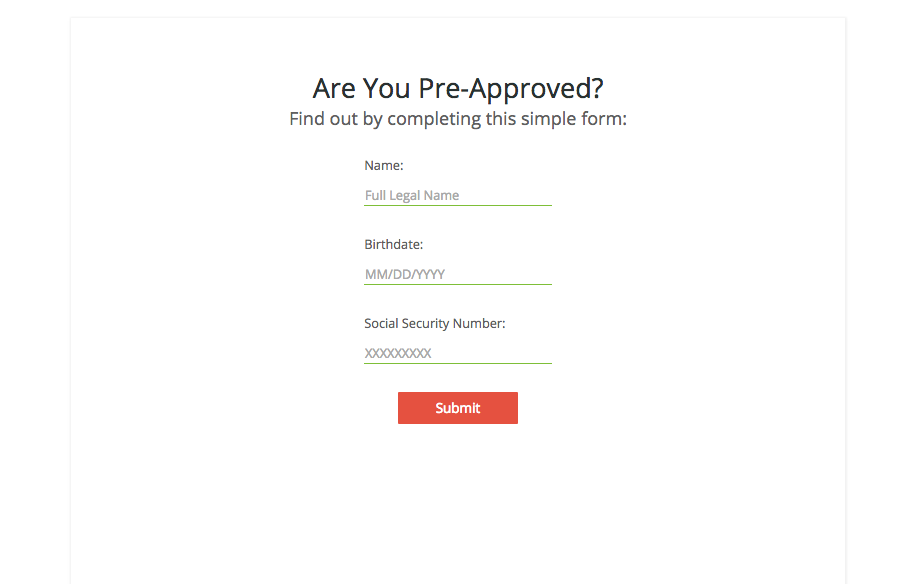 Are You Pre-Approved?
Find out by completing this simple form:
Name:
Full Legal Name
Birthdate:
MM/DD/YYYY
Social Security Number:
XXXXXXXXX
Submit